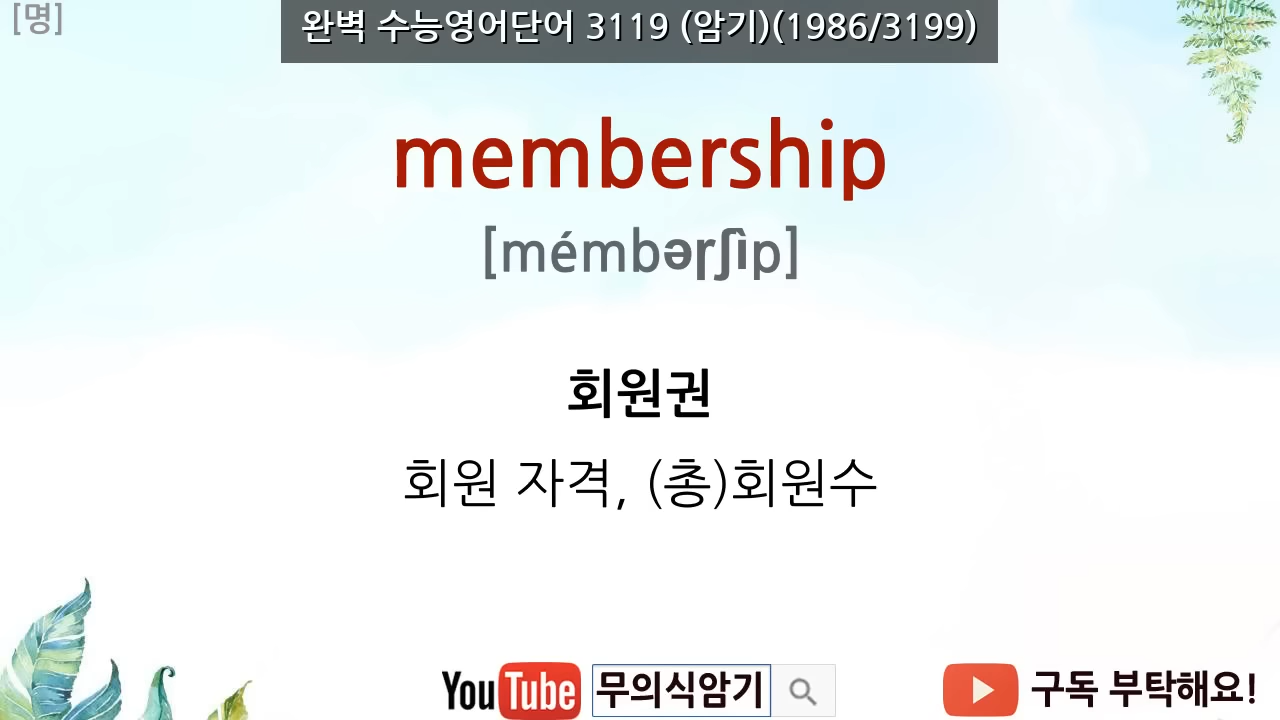 [명]
완벽 수능영어단어 3119 (암기)(1986/3199)
membership
[mémbərʃìp]
회원권
회원 자격, (총)회원수
YouTube 무의식암기 구독 부탁해요!